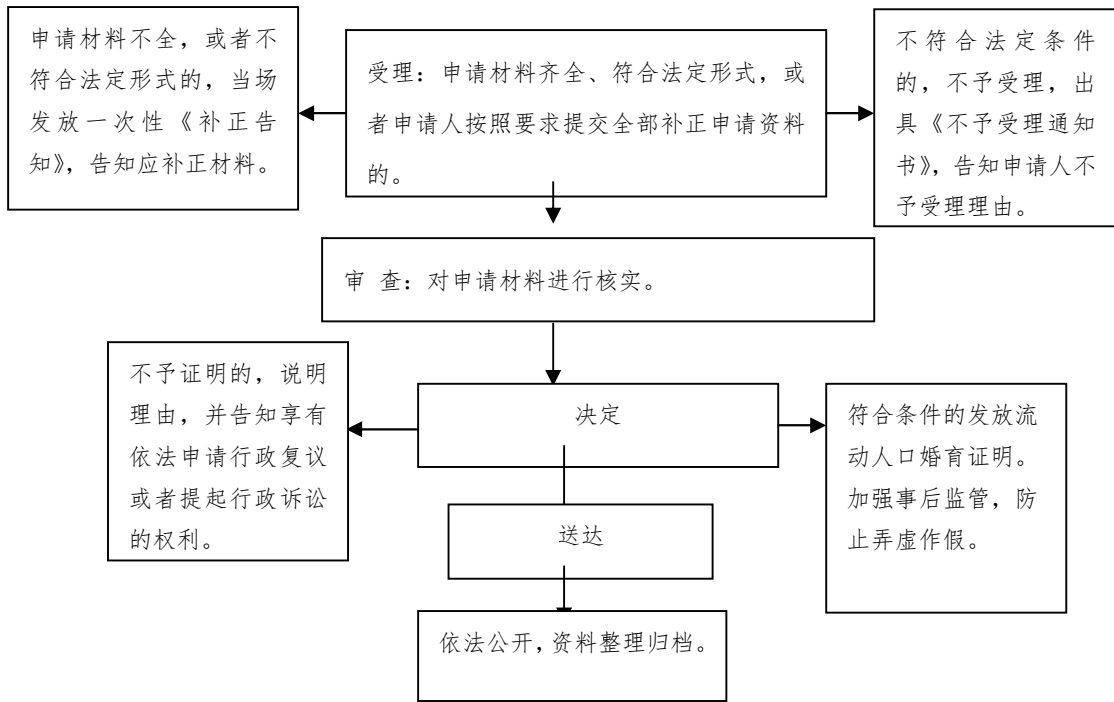 申请材料不全，或者不
符合法定形式的，当场
发放一次性《补正告
知》，告知应补正材料。
受理：申请材料齐全、符合法定形式，或
者申请人按照要求提交全部补正申请资料
的。
不符合法定条件
的，不予受理，出
具《不予受理通知
书》，告知申请人不
予受理理由。
审 查：对申请材料进行核实。
不予证明的，说明
理由，并告知享有
依法申请行政复议
或者提起行政诉讼
的权利。
决定
符合条件的发放流
动人口婚育证明。
加强事后监管，防
止弄虚作假。
送达
依法公开，资料整理归档。